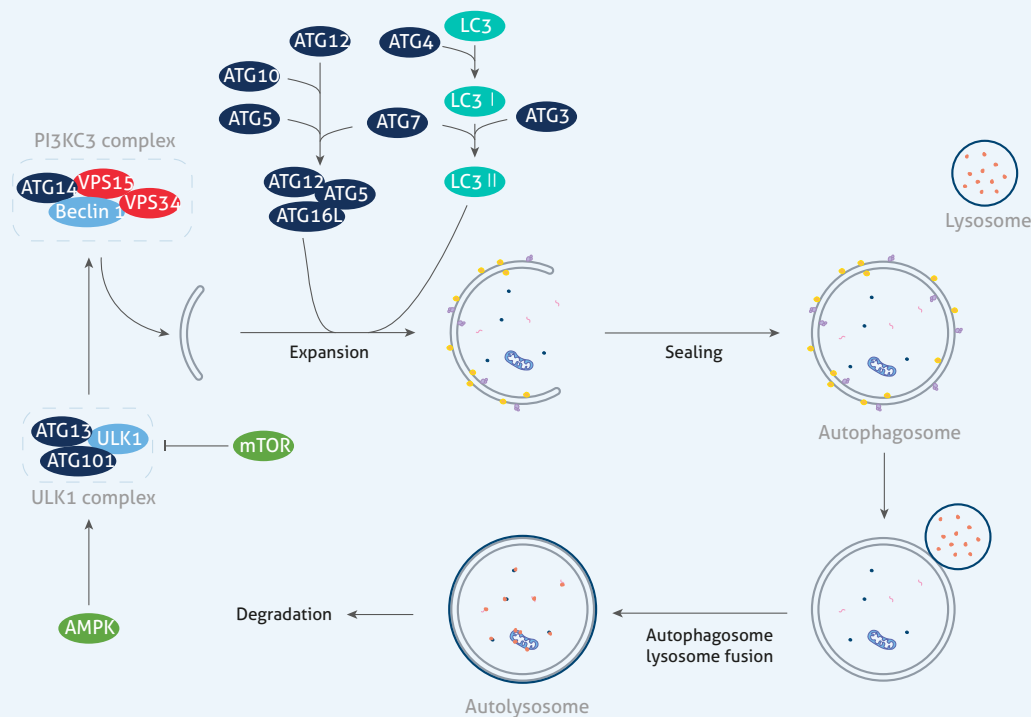 LC3
ATG12
ATG4
ATG10
LC3 I
ATG5
ATG7
ATG3
PI3KC3 complex
ATG14
VPS15
VPS34
Beclin 1
ATG12
ATG5
ATG16L
LC3 II
Lysosome
Expansion
Sealing
ATG13
ULK1
ATG101
mTOR
ULK1 complex
Autophagosome
AMPK
Degradation
Autophagosome
lysosome fusion
Autolysosome